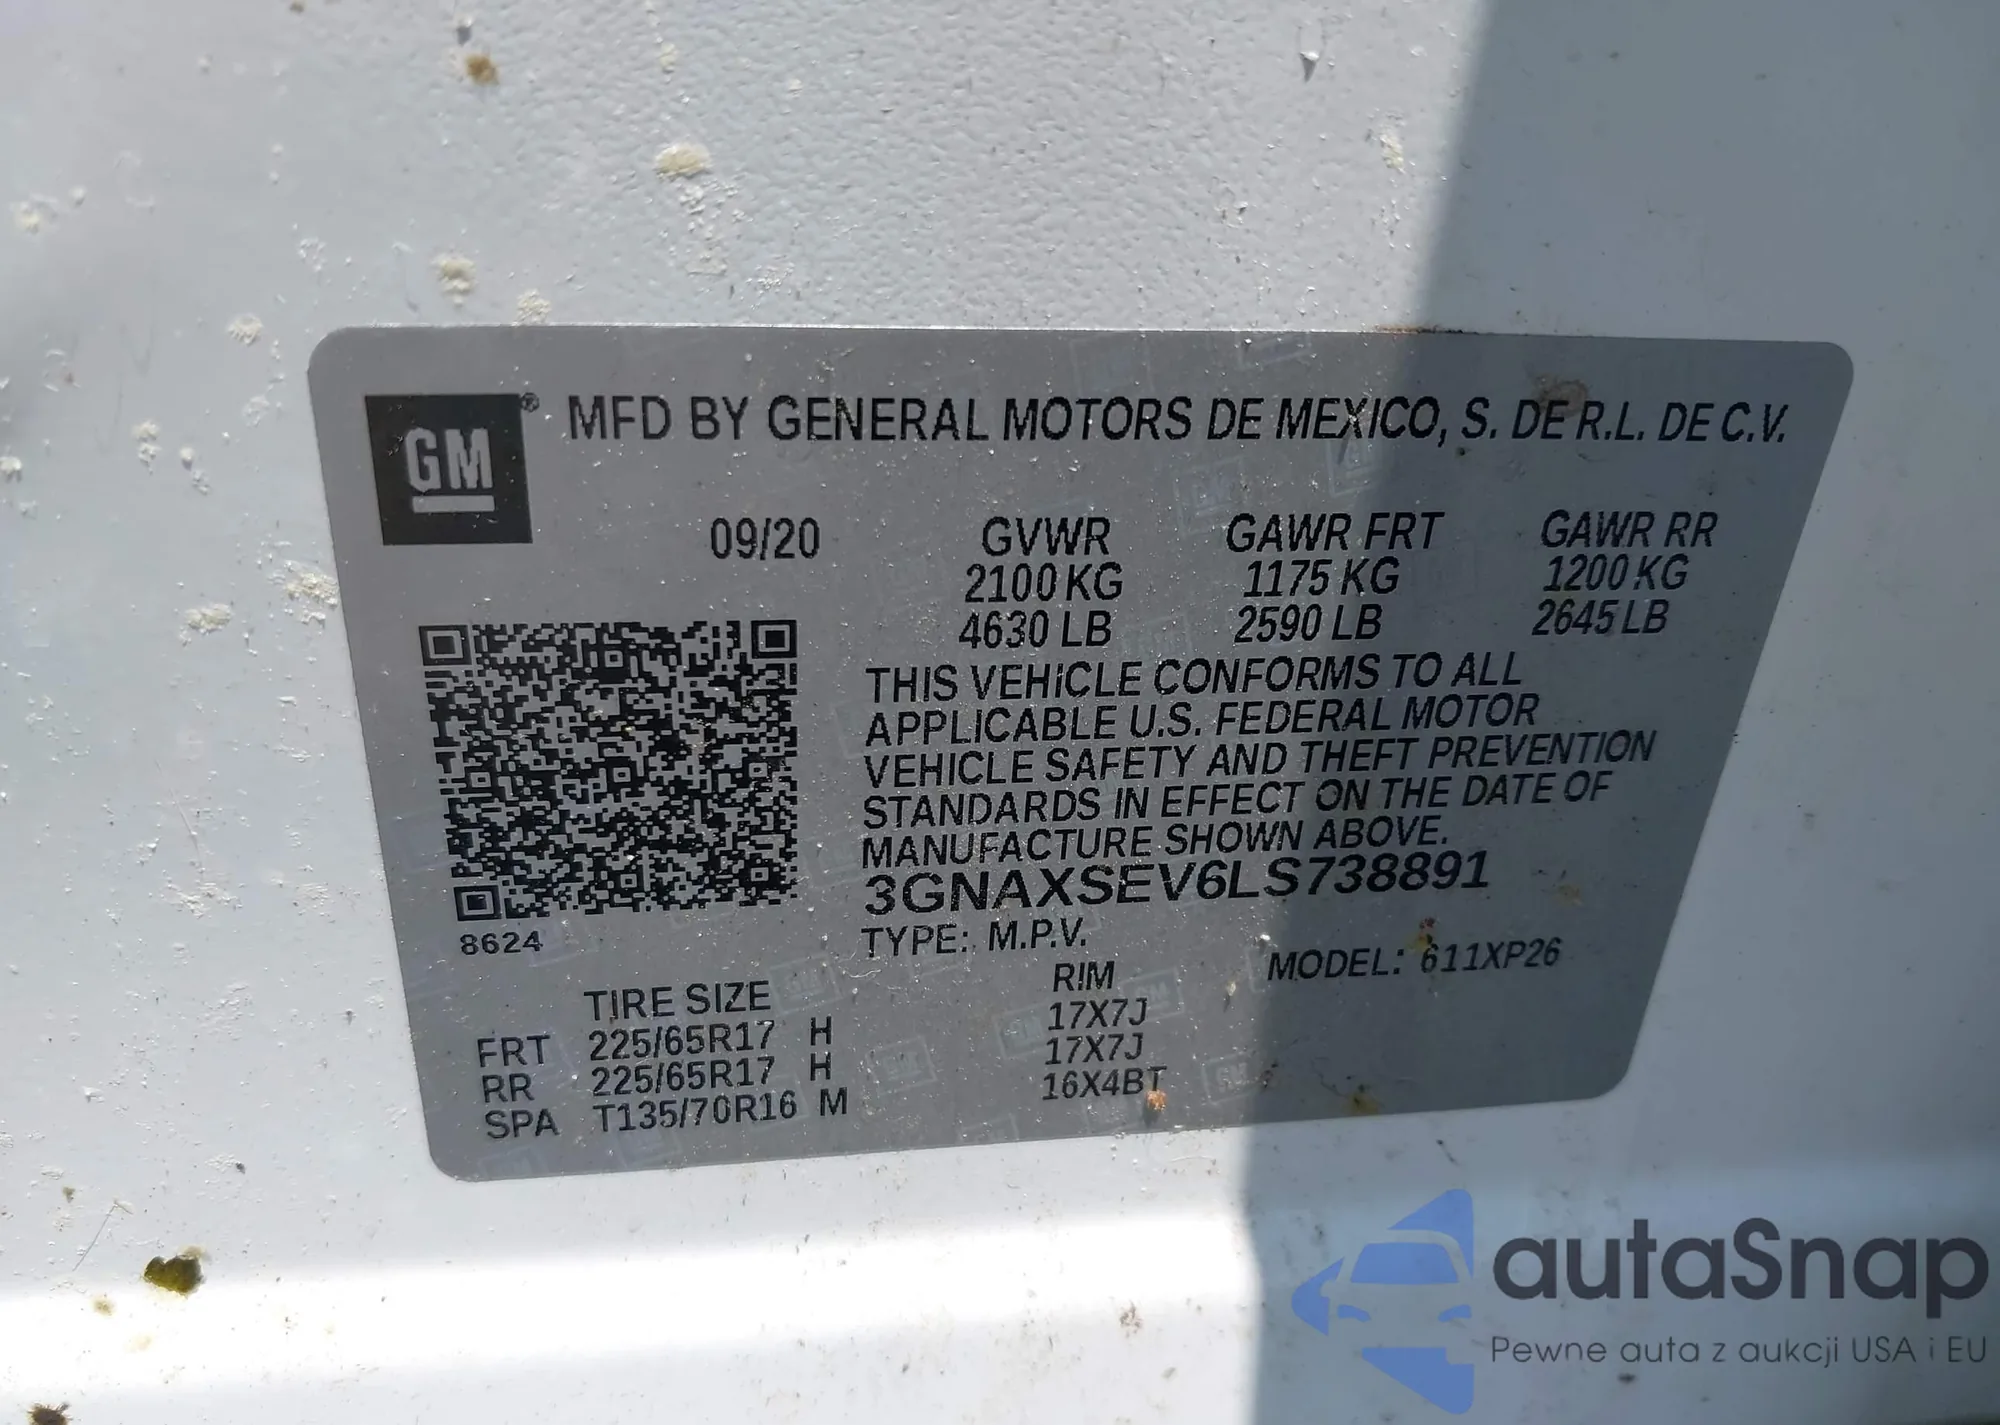 GM® MFD BY GENERAL MOTORS DE MEXICO, S. DE R.L. DE C.V.
09/20 GVWR GAWR FRT GAWR RR
2100 KG 1175 KG 1200 KG
4630 LB 2590 LB 2645 LB
THIS VEHICLE CONFORMS TO ALL
APPLICABLE U.S. FEDERAL MOTOR
VEHICLE SAFETY AND THEFT PREVENTION
STANDARDS IN EFFECT ON THE DATE OF
MANUFACTURE SHOWN ABOVE.
3GNAXSEV6LS738891
8624 TYPE: M.P.V.
MODEL: 611XP26
TIRE SIZE RIM
FRT 225/65R17 H 17X7J
RR 225/65R17 H 17X7J
SPA T135/70R16 M 16X4BT
autaSnap
Pewne auta z aukcji USA i EU